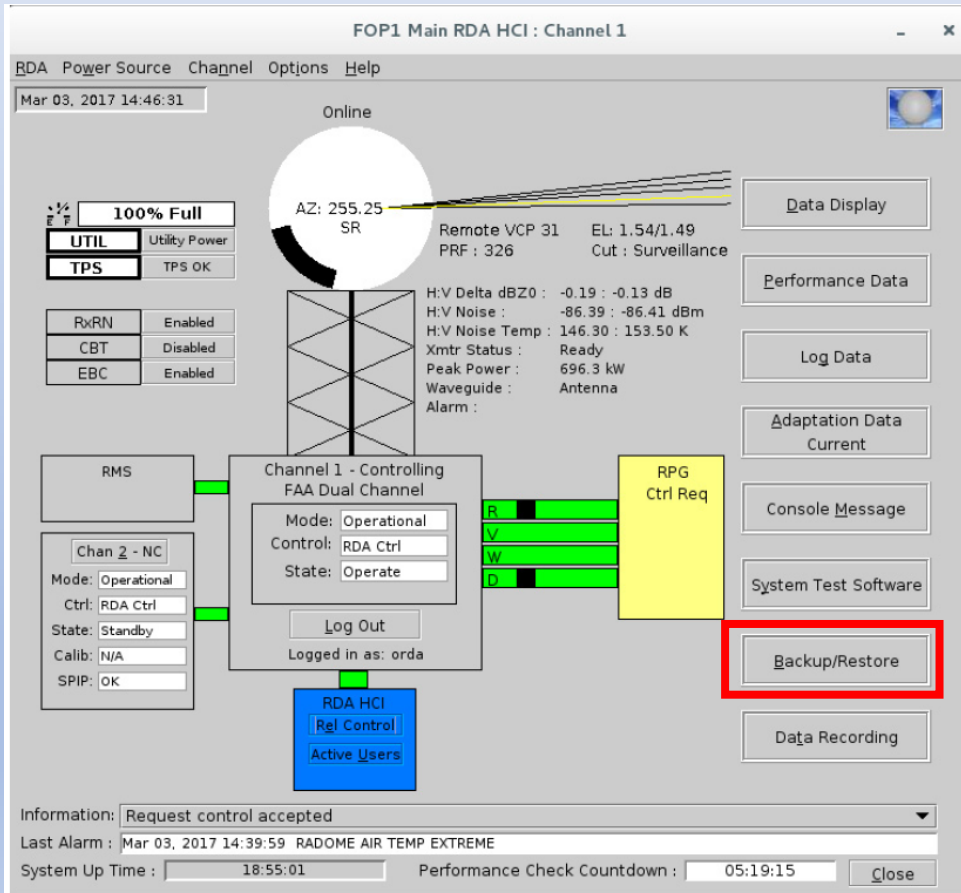 FOP1 Main RDA HCI : Channel 1
RDA Power Source Channel Options Help
Mar 03, 2017 14:46:31
Online
AZ: 255.25
SR
E F
100% Full
UTIL Utility Power
TPS TPS OK
Remote VCP 31 EL: 1.54/1.49
PRF : 326 Cut : Surveillance
H:V Delta dBZ0 : -0.19 : -0.13 dB
H:V Noise : -86.39 : -86.41 dBm
H:V Noise Temp : 146.30 : 153.50 K
Xmtr Status : Ready
Peak Power : 696.3 kW
Waveguide : Antenna
Alarm :
RxRN Enabled
CBT Disabled
EBC Enabled
RMS
Chan 2 - NC
Mode: Operational
Ctrl: RDA Ctrl
State: Standby
Calib: N/A
SPIP: OK
Channel 1 - Controlling
FAA Dual Channel
Mode: Operational
Control: RDA Ctrl
State: Operate
Log Out
Logged in as: orda
R
V
W
D
RPG
Ctrl Req
RDA HCI
Rel Control
Active Users
Data Display
Performance Data
Log Data
Adaptation Data
Current
Console Message
System Test Software
Backup/Restore
Data Recording
Information: Request control accepted
Last Alarm : Mar 03, 2017 14:39:59 RADOME AIR TEMP EXTREME
System Up Time : 18:55:01 Performance Check Countdown : 05:19:15 Close